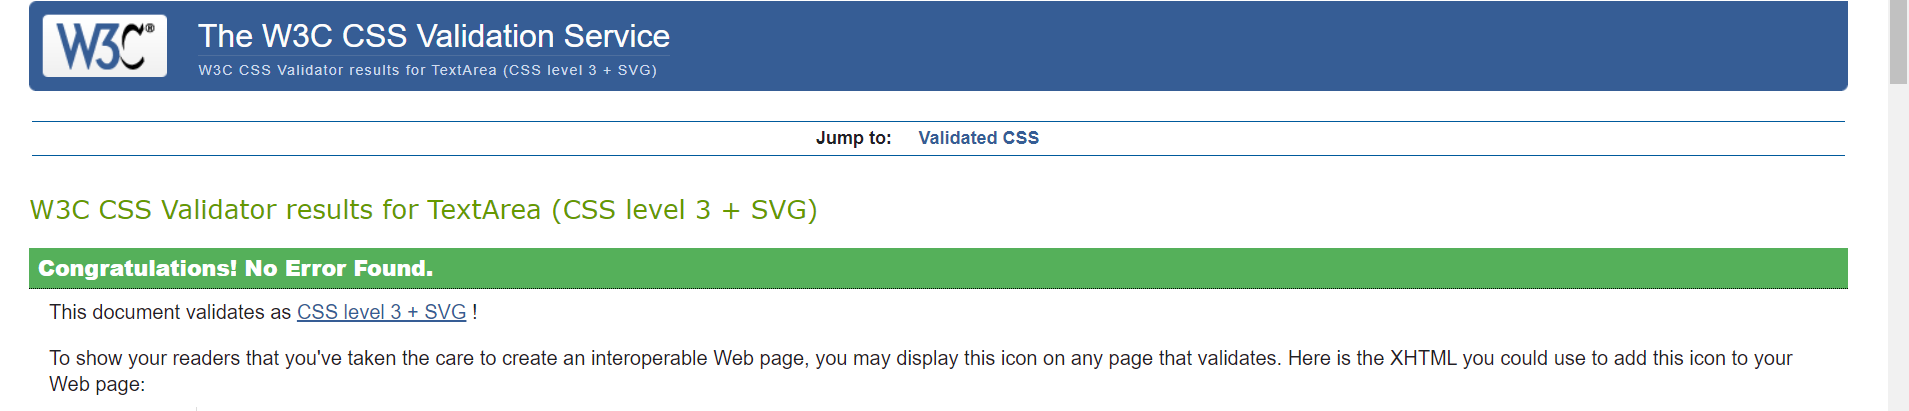 W3C®
The W3C CSS Validation Service
W3C CSS Validator results for TextArea (CSS level 3 + SVG)
Jump to: Validated CSS
W3C CSS Validator results for TextArea (CSS level 3 + SVG)
Congratulations! No Error Found.
This document validates as CSS level 3 + SVG !
To show your readers that you've taken the care to create an interoperable Web page, you may display this icon on any page that validates. Here is the XHTML you could use to add this icon to your
Web page: